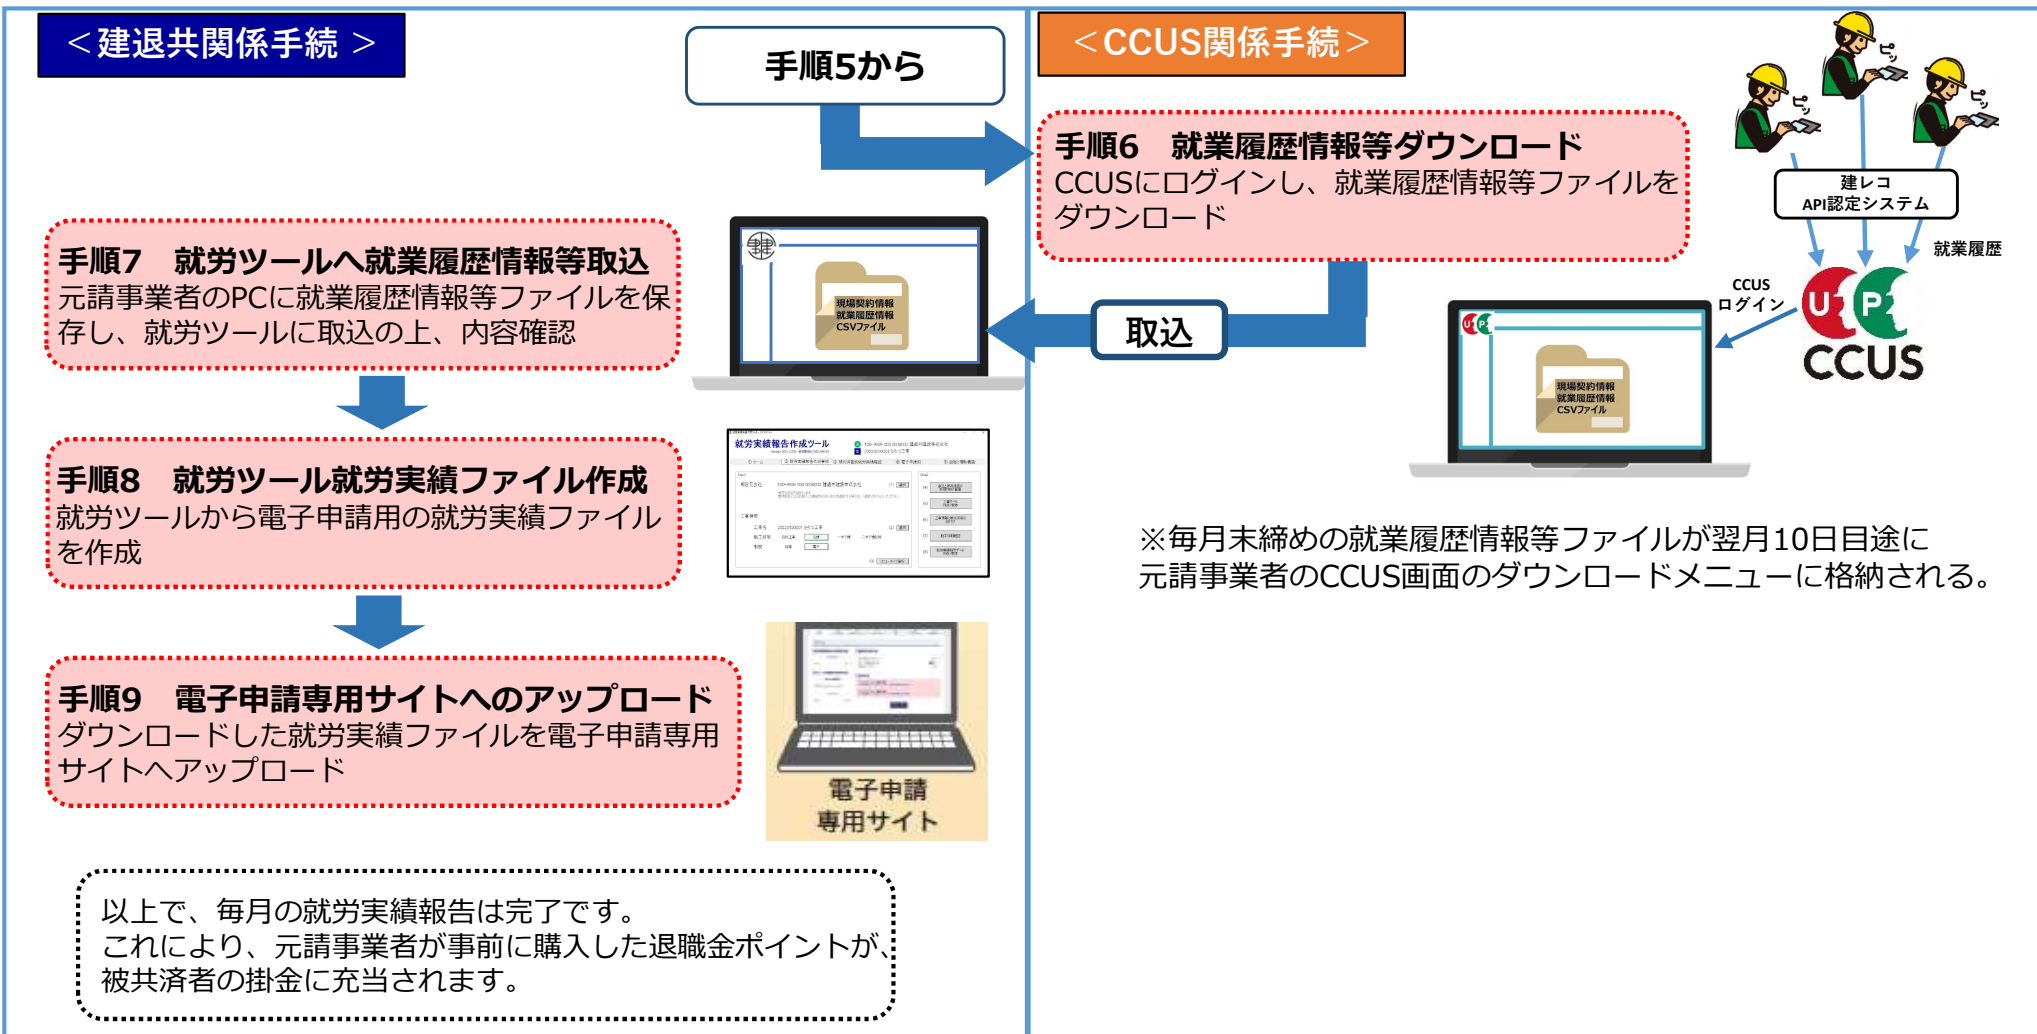 ＜建退共関係手続 ＞
手順5から
＜CCUS関係手続＞
ピッ
ピッ
ピッ
手順6　就業履歴情報等ダウンロード
CCUSにログインし、就業履歴情報等ファイルを
ダウンロード
建レコ
API認定システム
就業履歴
CCUS
ログイン
CCUS
現場契約情報
就業履歴情報
CSVファイル
※毎月末締めの就業履歴情報等ファイルが翌月10日目途に
元請事業者のCCUS画面のダウンロードメニューに格納される。
取込
手順7　就労ツールへ就業履歴情報等取込
元請事業者のPCに就業履歴情報等ファイルを保
存し、就労ツールに取込の上、内容確認
現場契約情報
就業履歴情報
CSVファイル
手順8　就労ツール就労実績ファイル作成
就労ツールから電子申請用の就労実績ファイル
を作成
就労実績報告作成ツール
手順9　電子申請専用サイトへのアップロード
ダウンロードした就労実績ファイルを電子申請専用
サイトへアップロード
電子申請
専用サイト
以上で、毎月の就労実績報告は完了です。
これにより、元請事業者が事前に購入した退職金ポイントが、
被共済者の掛金に充当されます。